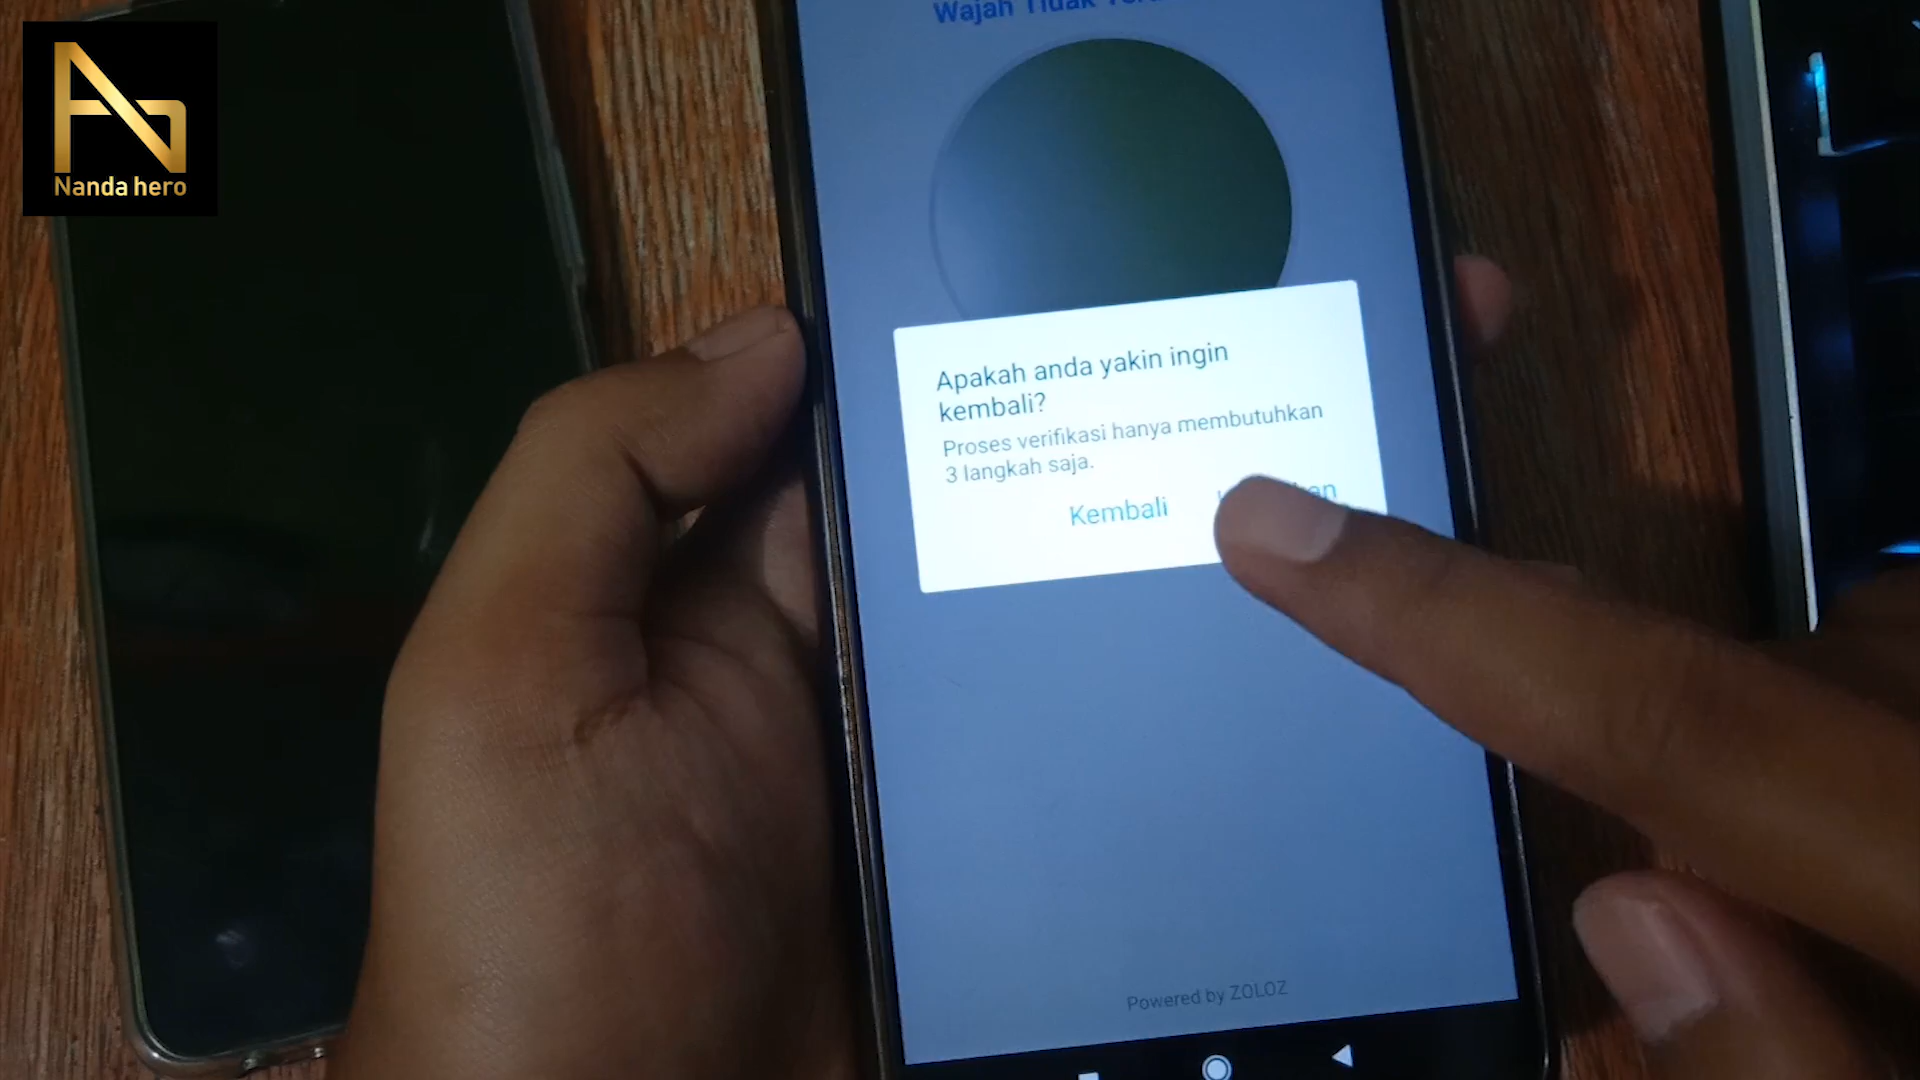 Nanda hero
Wajah Tidak
Apakah anda yakin ingin
kembali?
Proses verifikasi hanya membutuhkan
3 langkah saja.
Kembali
Powered by ZOLOZ